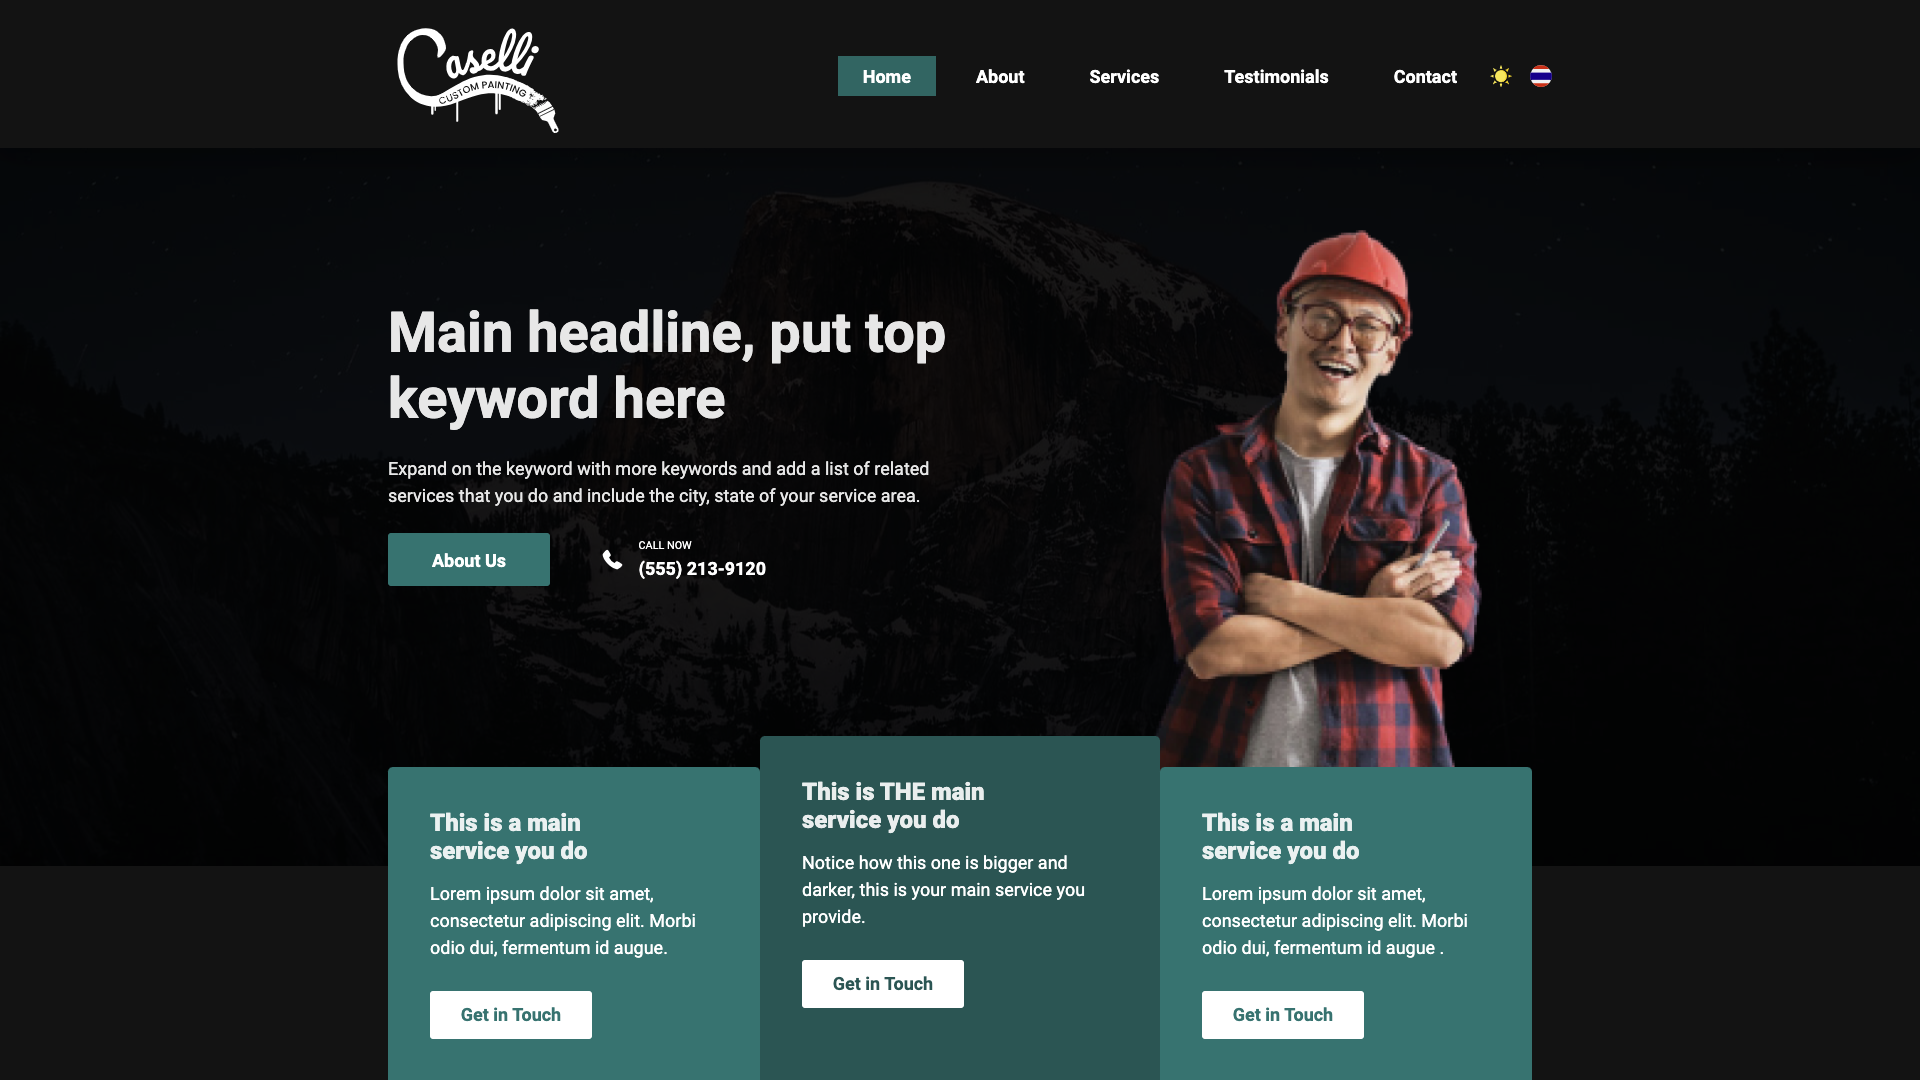 Caselli
CUSTOM PAINTING
Home
About
Services
Testimonials
Contact
Main headline, put top
keyword here
Expand on the keyword with more keywords and add a list of related
services that you do and include the city, state of your service area.
About Us
CALL NOW
(555) 213-9120
This is a main
service you do
Lorem ipsum dolor sit amet,
consectetur adipiscing elit. Morbi
odio dui, fermentum id augue.
Get in Touch
This is THE main
service you do
Notice how this one is bigger and
darker, this is your main service you
provide.
Get in Touch
This is a main
service you do
Lorem ipsum dolor sit amet,
consectetur adipiscing elit. Morbi
odio dui, fermentum id augue .
Get in Touch